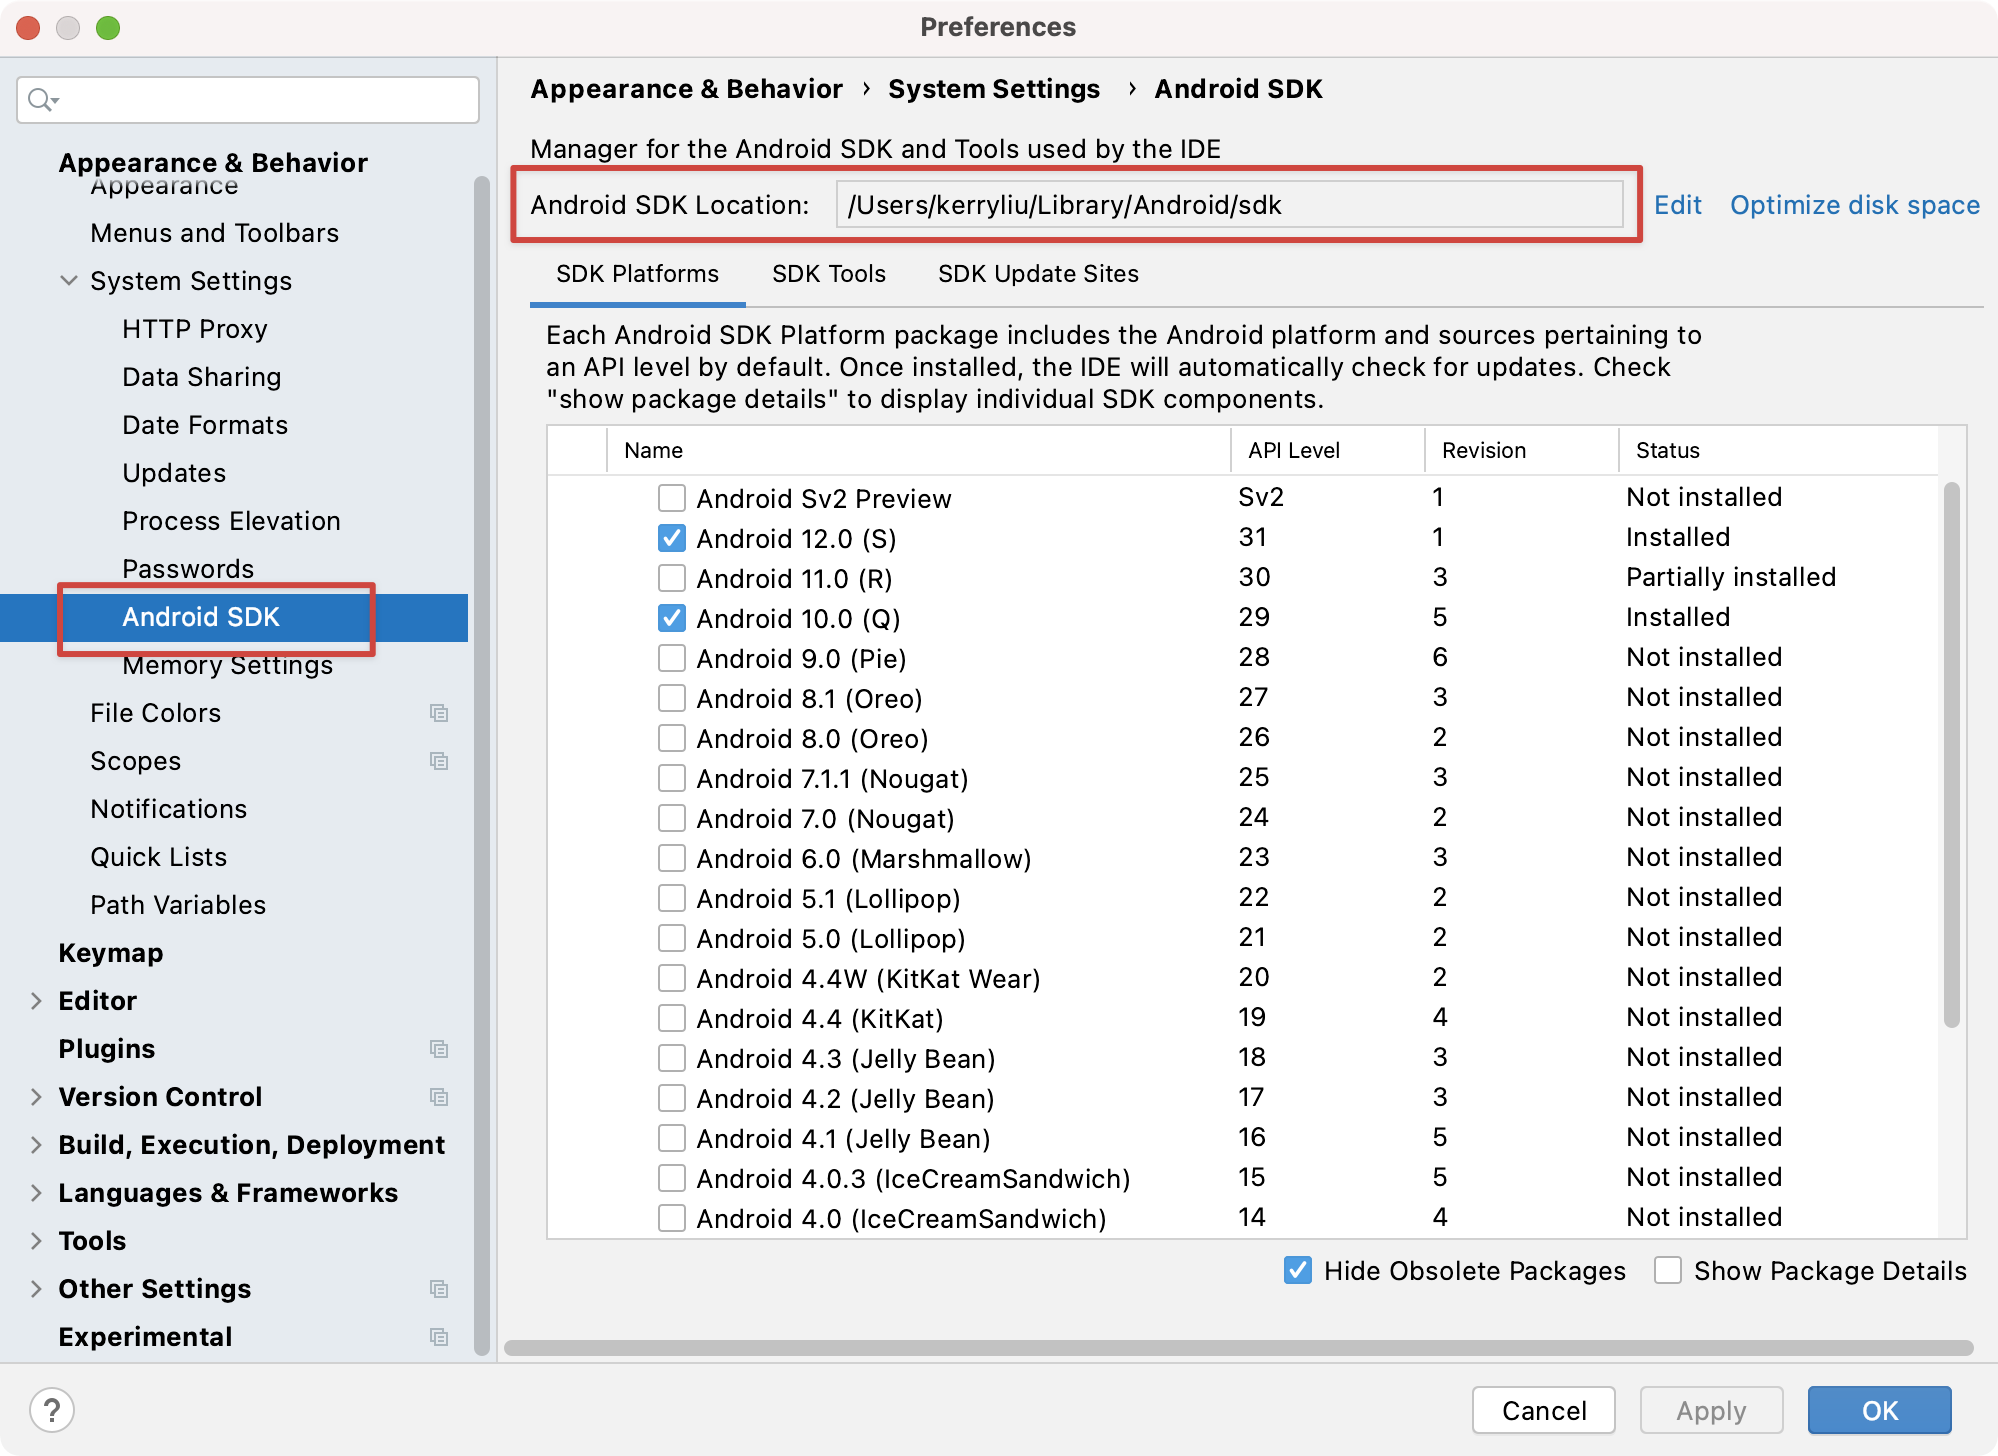 Preferences
Appearance & Behavior
Appearance
Menus and Toolbars
System Settings
HTTP Proxy
Data Sharing
Date Formats
Updates
Process Elevation
Passwords
Android SDK
Memory Settings
File Colors
Scopes
Notifications
Quick Lists
Path Variables
Keymap
Editor
Plugins
Version Control
Build, Execution, Deployment
Languages & Frameworks
Tools
Other Settings
Experimental
Appearance & Behavior › System Settings › Android SDK
Manager for the Android SDK and Tools used by the IDE
Android SDK Location: /Users/kerryliu/Library/Android/sdk Edit Optimize disk space
SDK Platforms SDK Tools SDK Update Sites
Each Android SDK Platform package includes the Android platform and sources pertaining to
an API level by default. Once installed, the IDE will automatically check for updates. Check
"show package details" to display individual SDK components.
Name API Level Revision Status
Android Sv2 Preview Sv2 1 Not installed
Android 12.0 (S) 31 1 Installed
Android 11.0 (R) 30 3 Partially installed
Android 10.0 (Q) 29 5 Installed
Android 9.0 (Pie) 28 6 Not installed
Android 8.1 (Oreo) 27 3 Not installed
Android 8.0 (Oreo) 26 2 Not installed
Android 7.1.1 (Nougat) 25 3 Not installed
Android 7.0 (Nougat) 24 2 Not installed
Android 6.0 (Marshmallow) 23 3 Not installed
Android 5.1 (Lollipop) 22 2 Not installed
Android 5.0 (Lollipop) 21 2 Not installed
Android 4.4W (KitKat Wear) 20 2 Not installed
Android 4.4 (KitKat) 19 4 Not installed
Android 4.3 (Jelly Bean) 18 3 Not installed
Android 4.2 (Jelly Bean) 17 3 Not installed
Android 4.1 (Jelly Bean) 16 5 Not installed
Android 4.0.3 (IceCreamSandwich) 15 5 Not installed
Android 4.0 (IceCreamSandwich) 14 4 Not installed
Hide Obsolete Packages Show Package Details
? Cancel Apply OK